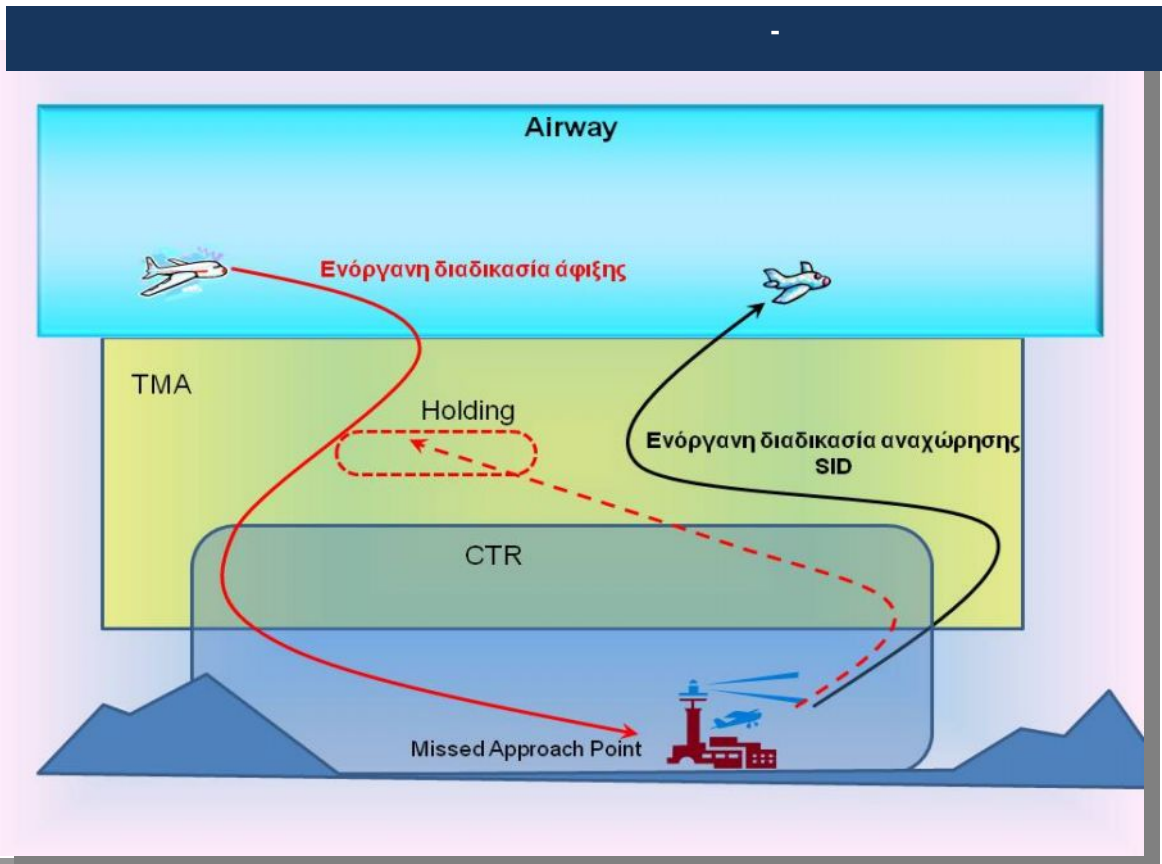 -
Airway
Ενόργανη διαδικασία άφιξης
TMA
Holding
Ενόργανη διαδικασία αναχώρησης
SID
CTR
Missed Approach Point